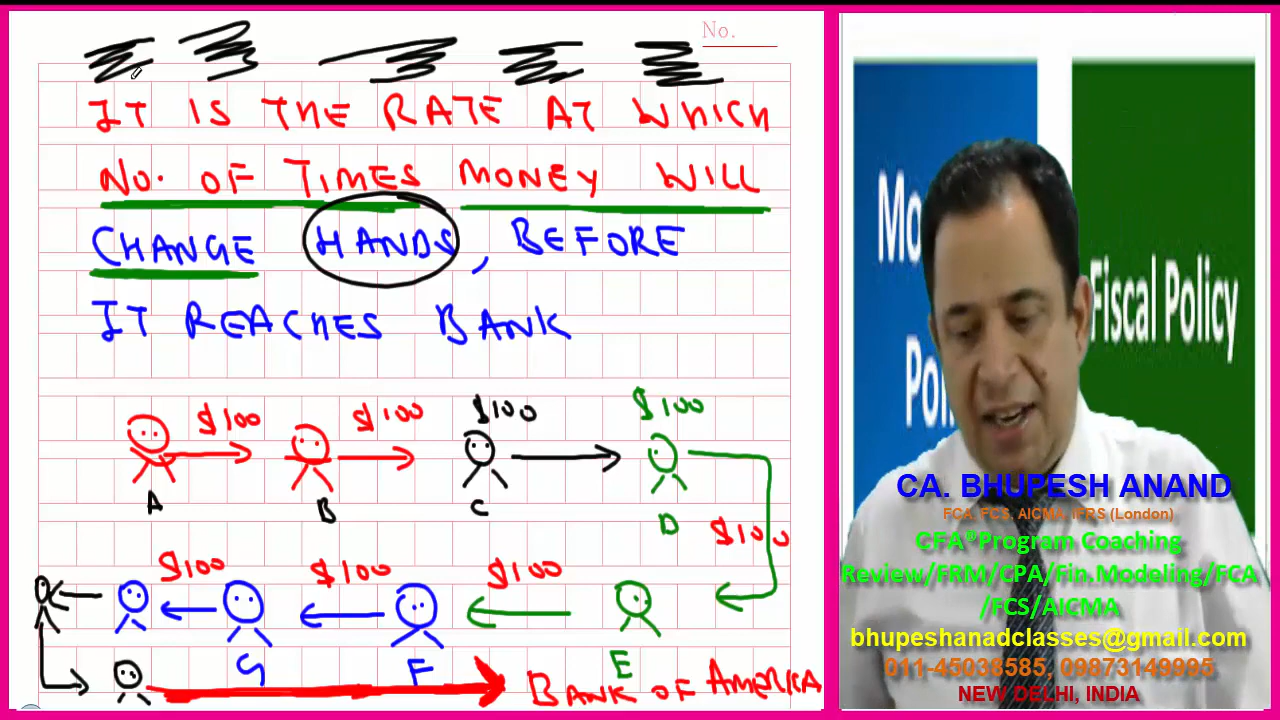 No.
IT IS THE RATE AT WHICH
No. OF TIMES MONEY WILL
CHANGE HANDS, BEFORE
IT REACHES BANK
$100 $100 $100 $100
A B C D
$100
$100 $100 $100
G F E
BANK OF AMERICA
Mo
Poli
Fiscal Policy
CA. BHUPESH ANAND
FCA, FCS, AICMA, IFRS (London)
CFA®Program Coaching
Review/FRM/CPA/Fin.Modeling/FCA
/FCS/AICMA
bhupeshanadclasses@gmail.com
011-45038585, 09873149995
NEW DELHI, INDIA